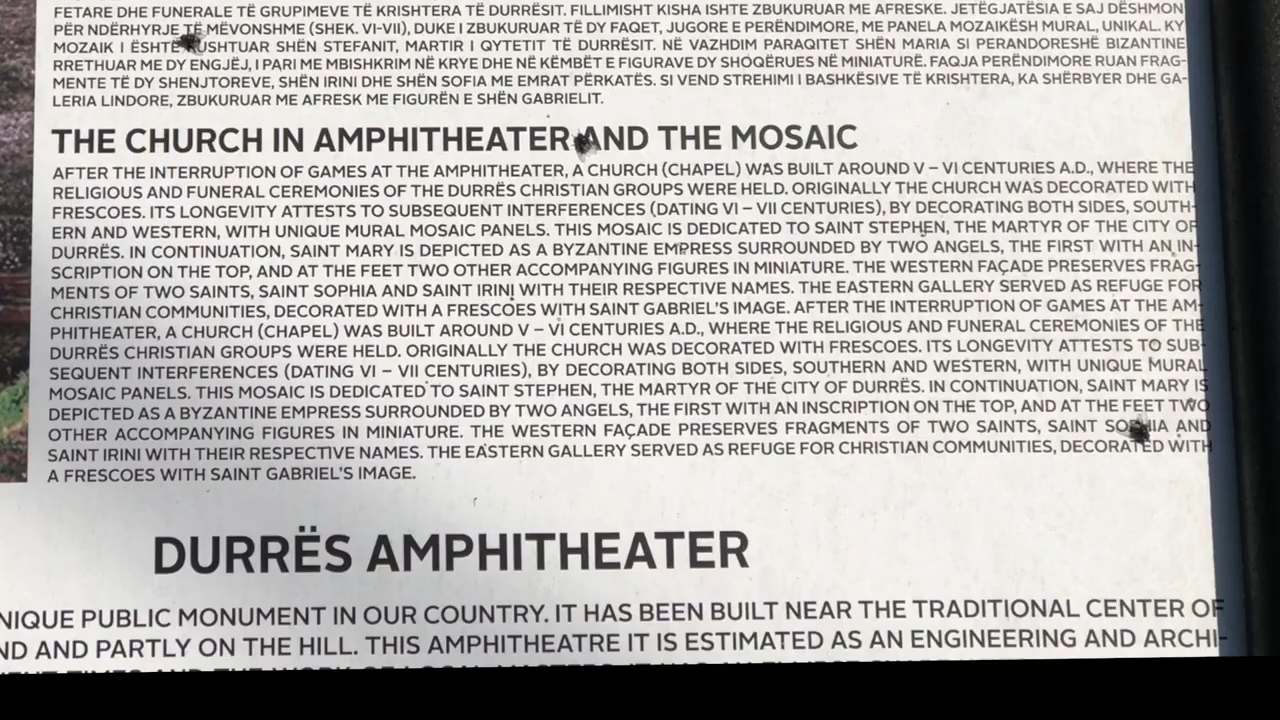 FETARE DHE FUNERALE TË GRUPIMEVE TË KRISHTERA TË DURRËSIT. FILLIMISHT KISHA ISHTE ZBUKURUAR ME AFRESKE. JETËGJATËSIA E SAJ DËSHMON
PËR NDËRHYRJE TË MËVONSHME (SHEK. VI-VII), DUKE I ZBUKURUAR TË DY FAQET, JUGORE E PERËNDIMORE, ME PANELA MOZAIKËSH MURAL, UNIKAL. KY
MOZAIK I ËSHTË KUSHTUAR SHËN STEFANIT, MARTIR I QYTETIT TË DURRËSIT. NË VAZHDIM PARAQITET SHËN MARIA SI PERANDORESHË BIZANTINE
RRETHUAR ME DY ENGJËJ, I PARI ME MBISHKRIM NË KRYE DHE NË KËMBËT E FIGURAVE DY SHOQËRUES NË MINIATURË. FAQJA PERËNDIMORE RUAN FRAG-
MENTE TË DY SHENJTOREVE, SHËN IRINI DHE SHËN SOFIA ME EMRAT PËRKATËS. SI VEND STREHIMI I BASHKËSIVE TË KRISHTERA, KA SHËRBYER DHE GA-
LERIA LINDORE, ZBUKURUAR ME AFRESK ME FIGURËN E SHËN GABRIELIT.
THE CHURCH IN AMPHITHEATER AND THE MOSAIC
AFTER THE INTERRUPTION OF GAMES AT THE AMPHITHEATER, A CHURCH (CHAPEL) WAS BUILT AROUND V – VI CENTURIES A.D., WHERE THE
RELIGIOUS AND FUNERAL CEREMONIES OF THE DURRËS CHRISTIAN GROUPS WERE HELD. ORIGINALLY THE CHURCH WAS DECORATED WITH
FRESCOES. ITS LONGEVITY ATTESTS TO SUBSEQUENT INTERFERENCES (DATING VI – VII CENTURIES), BY DECORATING BOTH SIDES, SOUTH-
ERN AND WESTERN, WITH UNIQUE MURAL MOSAIC PANELS. THIS MOSAIC IS DEDICATED TO SAINT STEPHEN, THE MARTYR OF THE CITY OF
DURRËS. IN CONTINUATION, SAINT MARY IS DEPICTED AS A BYZANTINE EMPRESS SURROUNDED BY TWO ANGELS, THE FIRST WITH AN IN-
SCRIPTION ON THE TOP, AND AT THE FEET TWO OTHER ACCOMPANYING FIGURES IN MINIATURE. THE WESTERN FAÇADE PRESERVES FRAG-
MENTS OF TWO SAINTS, SAINT SOPHIA AND SAINT IRINI WITH THEIR RESPECTIVE NAMES. THE EASTERN GALLERY SERVED AS REFUGE FOR
CHRISTIAN COMMUNITIES, DECORATED WITH A FRESCOES WITH SAINT GABRIEL'S IMAGE. AFTER THE INTERRUPTION OF GAMES AT THE AM-
PHITHEATER, A CHURCH (CHAPEL) WAS BUILT AROUND V – VI CENTURIES A.D., WHERE THE RELIGIOUS AND FUNERAL CEREMONIES OF THE
DURRËS CHRISTIAN GROUPS WERE HELD. ORIGINALLY THE CHURCH WAS DECORATED WITH FRESCOES. ITS LONGEVITY ATTESTS TO SUB-
SEQUENT INTERFERENCES (DATING VI – VII CENTURIES), BY DECORATING BOTH SIDES, SOUTHERN AND WESTERN, WITH UNIQUE MURAL
MOSAIC PANELS. THIS MOSAIC IS DEDICATED TO SAINT STEPHEN, THE MARTYR OF THE CITY OF DURRËS. IN CONTINUATION, SAINT MARY IS
DEPICTED AS A BYZANTINE EMPRESS SURROUNDED BY TWO ANGELS, THE FIRST WITH AN INSCRIPTION ON THE TOP, AND AT THE FEET TWO
OTHER ACCOMPANYING FIGURES IN MINIATURE. THE WESTERN FAÇADE PRESERVES FRAGMENTS OF TWO SAINTS, SAINT SOPHIA AND
SAINT IRINI WITH THEIR RESPECTIVE NAMES. THE EASTERN GALLERY SERVED AS REFUGE FOR CHRISTIAN COMMUNITIES, DECORATED WITH
A FRESCOES WITH SAINT GABRIEL'S IMAGE.
DURRËS AMPHITHEATER
NIQUE PUBLIC MONUMENT IN OUR COUNTRY. IT HAS BEEN BUILT NEAR THE TRADITIONAL CENTER OF
ND AND PARTLY ON THE HILL. THIS AMPHITHEATRE IT IS ESTIMATED AS AN ENGINEERING AND ARCHI-